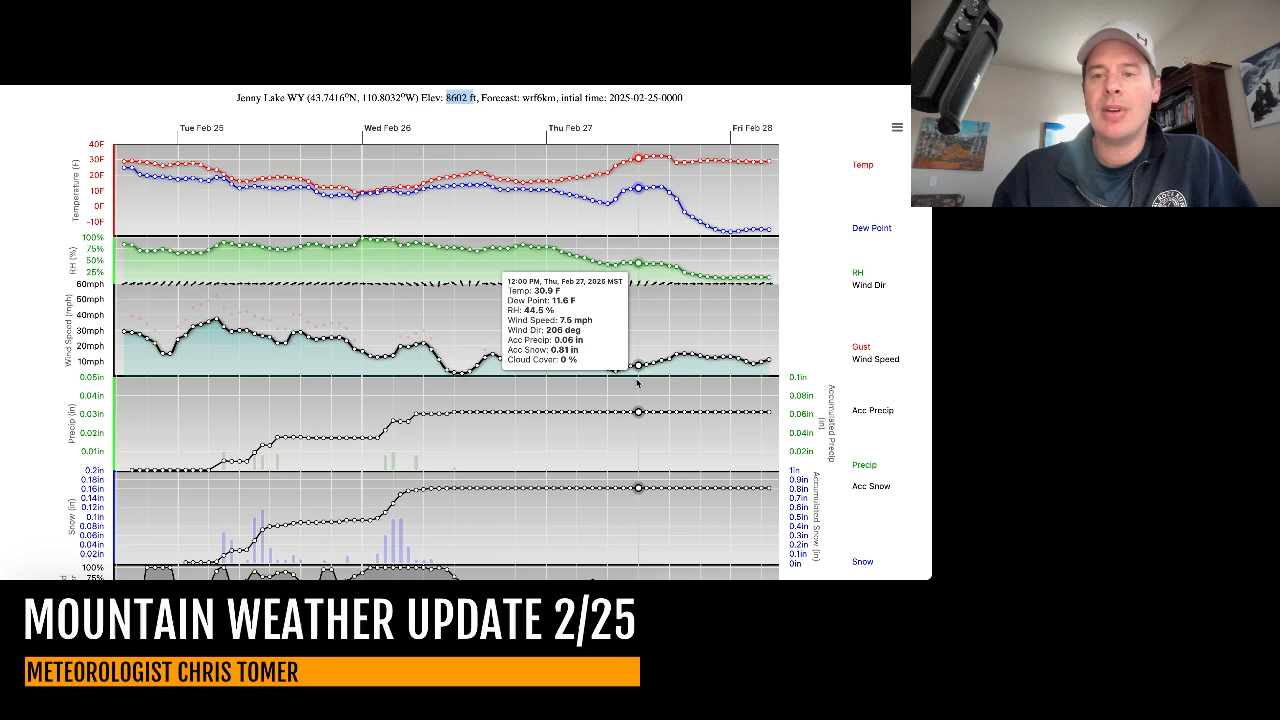 Jenny Lake WY (43.7416°N, 110.8032°W) Elev: 8602 ft, Forecast: wrf6km, intial time: 2025-02-25-0000
Tue Feb 25
Wed Feb 26
Thu Feb 27
Fri Feb 28
Temperature (F)
40F
30F
20F
10F
0F
-10F
Temp
Dew Point
RH (%)
100%
75%
50%
25%
RH
Wind Dir
Wind Speed (mph)
60mph
50mph
40mph
30mph
20mph
10mph
Gust
Wind Speed
12:00 PM, Thu, Feb 27, 2025 MST
Temp: 30.9 F
Dew Point: 11.6 F
RH: 44.5 %
Wind Speed: 7.5 mph
Wind Dir: 206 deg
Acc Precip: 0.06 in
Acc Snow: 0.81 in
Cloud Cover: 0 %
Precip (in)
0.05in
0.04in
0.03in
0.02in
0.01in
0.1in
0.08in
0.06in
0.04in
0.02in
Accumulated Precip (in)
Acc Precip
Precip
Snow (in)
0.2in
0.18in
0.16in
0.14in
0.12in
0.1in
0.08in
0.06in
0.04in
0.02in
1in
0.9in
0.8in
0.7in
0.6in
0.5in
0.4in
0.3in
0.2in
0.1in
0in
Accumulated Snow (in)
Acc Snow
Snow
100%
75%
MOUNTAIN WEATHER UPDATE 2/25
METEOROLOGIST CHRIS TOMER